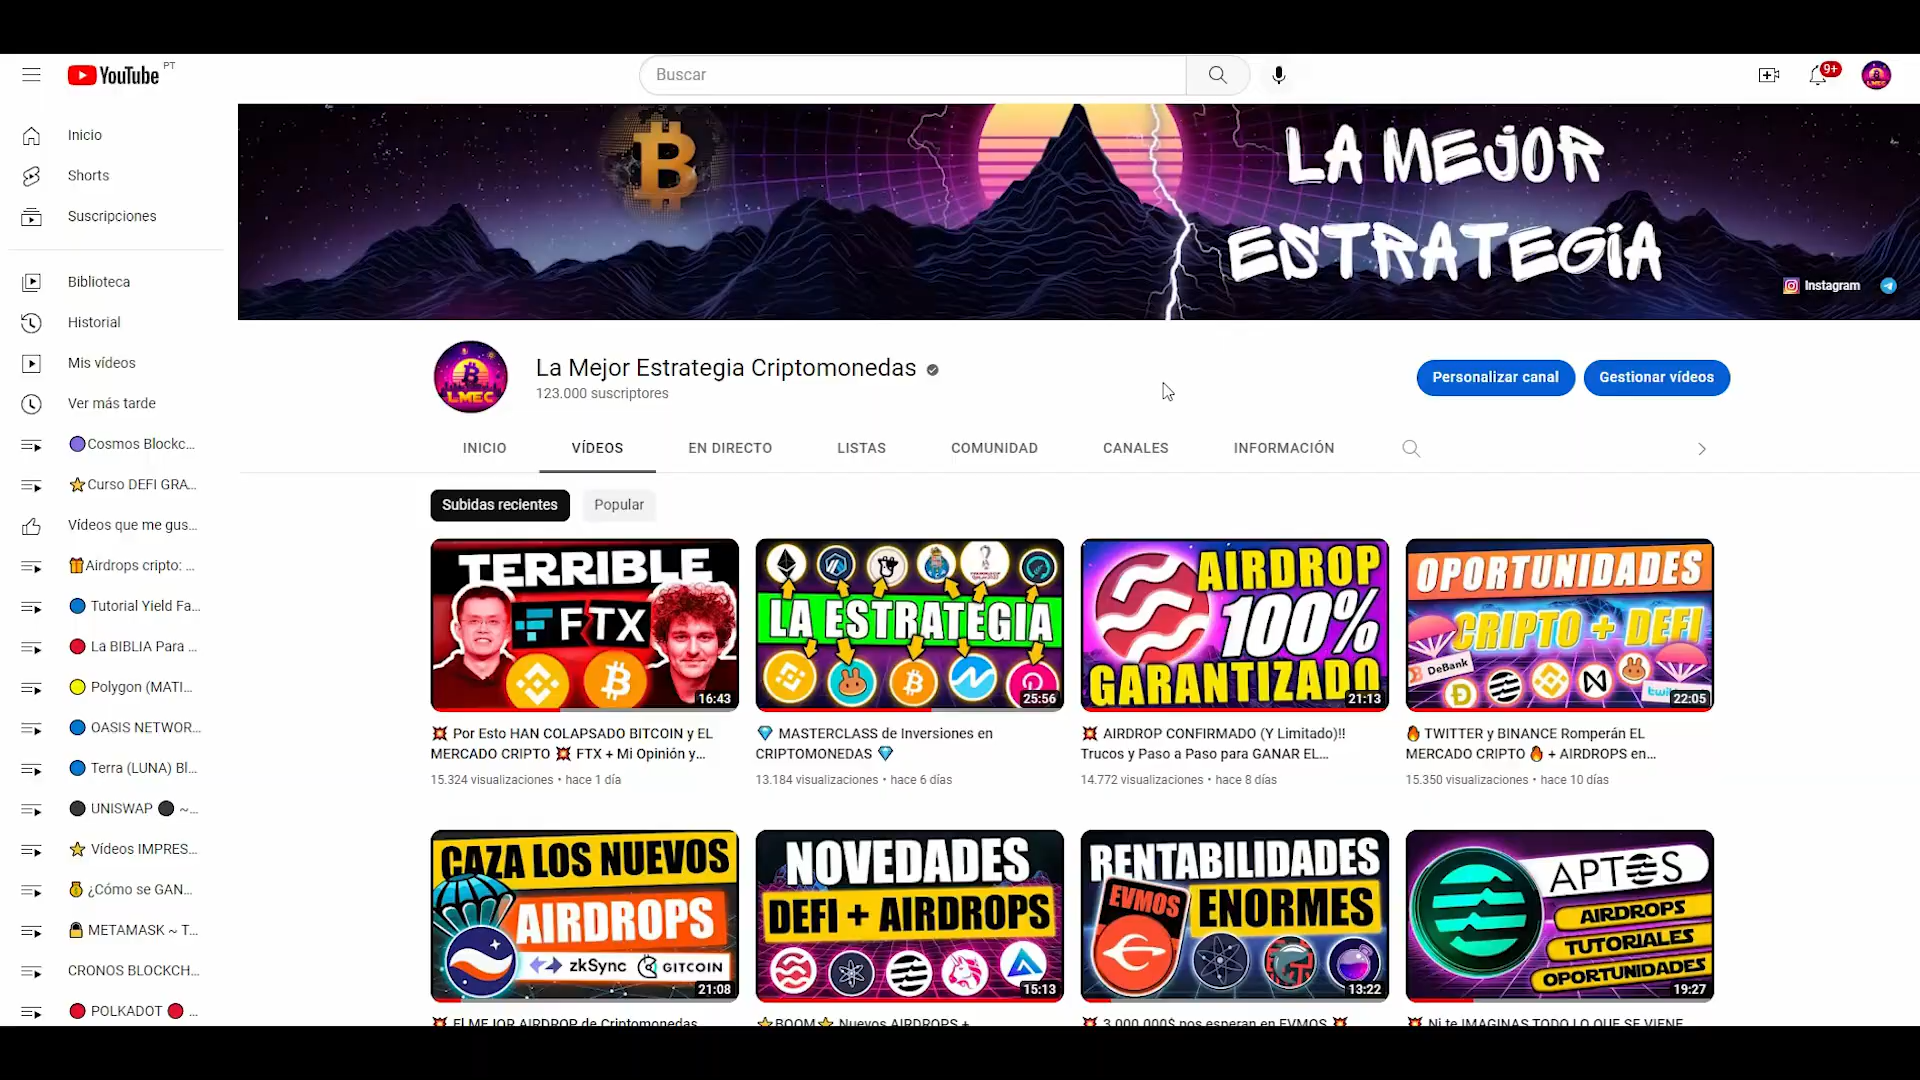 YouTube PT
Buscar
9+
Inicio
Shorts
Suscripciones
Biblioteca
Historial
Mis vídeos
Ver más tarde
Cosmos Blockc...
Curso DEFI GRA...
Vídeos que me gus...
Airdrops cripto: ...
Tutorial Yield Fa...
La BIBLIA Para ...
Polygon (MATI...
OASIS NETWOR...
Terra (LUNA) Bl...
UNISWAP ~...
Vídeos IMPRES...
¿Cómo se GAN...
METAMASK ~ T...
CRONOS BLOCKCH...
POLKADOT ...
LA MEJOR
ESTRATEGIA
Instagram
LMEC
La Mejor Estrategia Criptomonedas
123.000 suscriptores
Personalizar canal
Gestionar vídeos
INICIO
VÍDEOS
EN DIRECTO
LISTAS
COMUNIDAD
CANALES
INFORMACIÓN
Subidas recientes
Popular
TERRIBLE
FTX
16:43
💥 Por Esto HAN COLAPSADO BITCOIN y EL
MERCADO CRIPTO 💥 FTX + Mi Opinión y...
15.324 visualizaciones • hace 1 día
LA ESTRATEGIA
25:56
💎 MASTERCLASS de Inversiones en
CRIPTOMONEDAS 💎
13.184 visualizaciones • hace 6 días
AIRDROP
100%
GARANTIZADO
21:13
💥 AIRDROP CONFIRMADO (Y Limitado)!!
Trucos y Paso a Paso para GANAR EL...
14.772 visualizaciones • hace 8 días
OPORTUNIDADES
CRIPTO + DEFI
DeBank
22:05
🔥 TWITTER y BINANCE Romperán EL
MERCADO CRIPTO 🔥 + AIRDROPS en...
15.350 visualizaciones • hace 10 días
CAZA LOS NUEVOS
AIRDROPS
zkSync GITCOIN
21:08
💥 El MEJOR AIRDROP de Criptomonedas
NOVEDADES
DEFI + AIRDROPS
15:13
⭐BOOM⭐ Nuevos AIRDROPS +
RENTABILIDADES
EVMOS
ENORMES
13:22
💥 3.000.000$ nos esperan en EVMOS 💥
APTOS
AIRDROPS
TUTORIALES
OPORTUNIDADES
19:27
💥 Ni te IMAGINAS TODO LO QUE SE VIENE